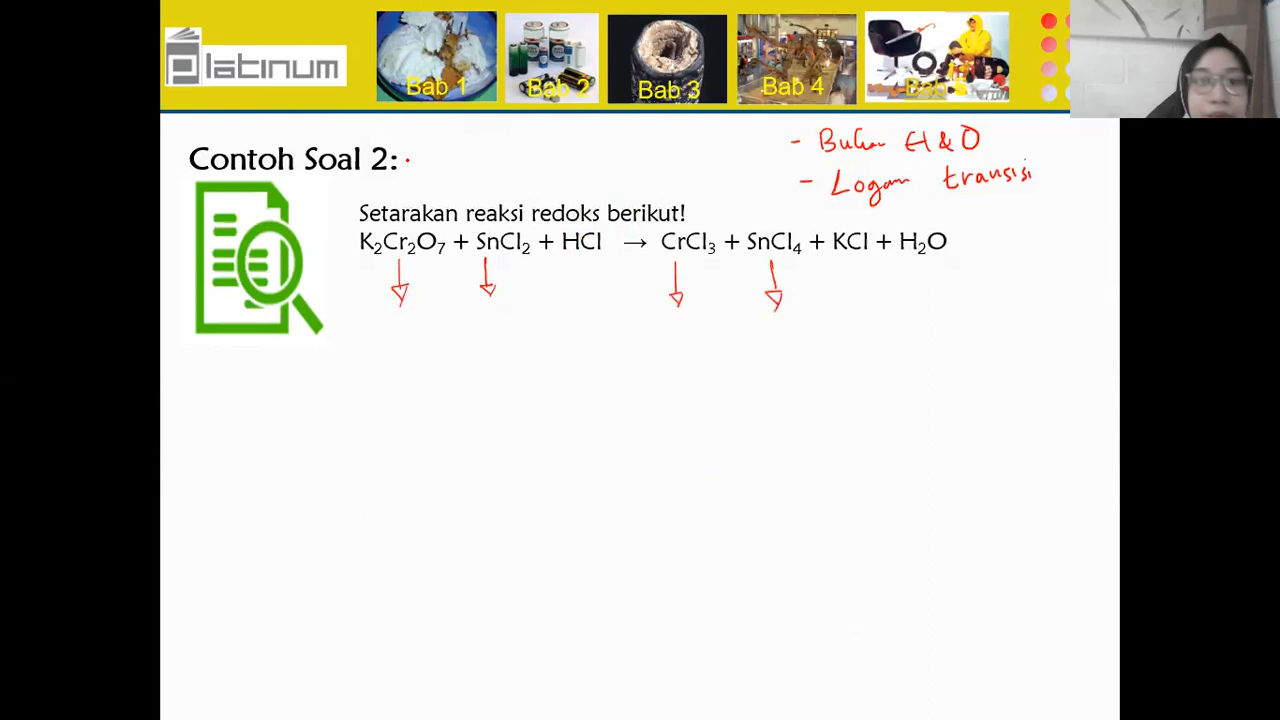 Platinum
Bab 1 Bab 2 Bab 3 Bab 4 Bab 5
- Bukan H & O
Contoh Soal 2:
- Logam transisi
Setarakan reaksi redoks berikut!
K₂Cr₂O₇ + SnCl₂ + HCl → CrCl₃ + SnCl₄ + KCl + H₂O